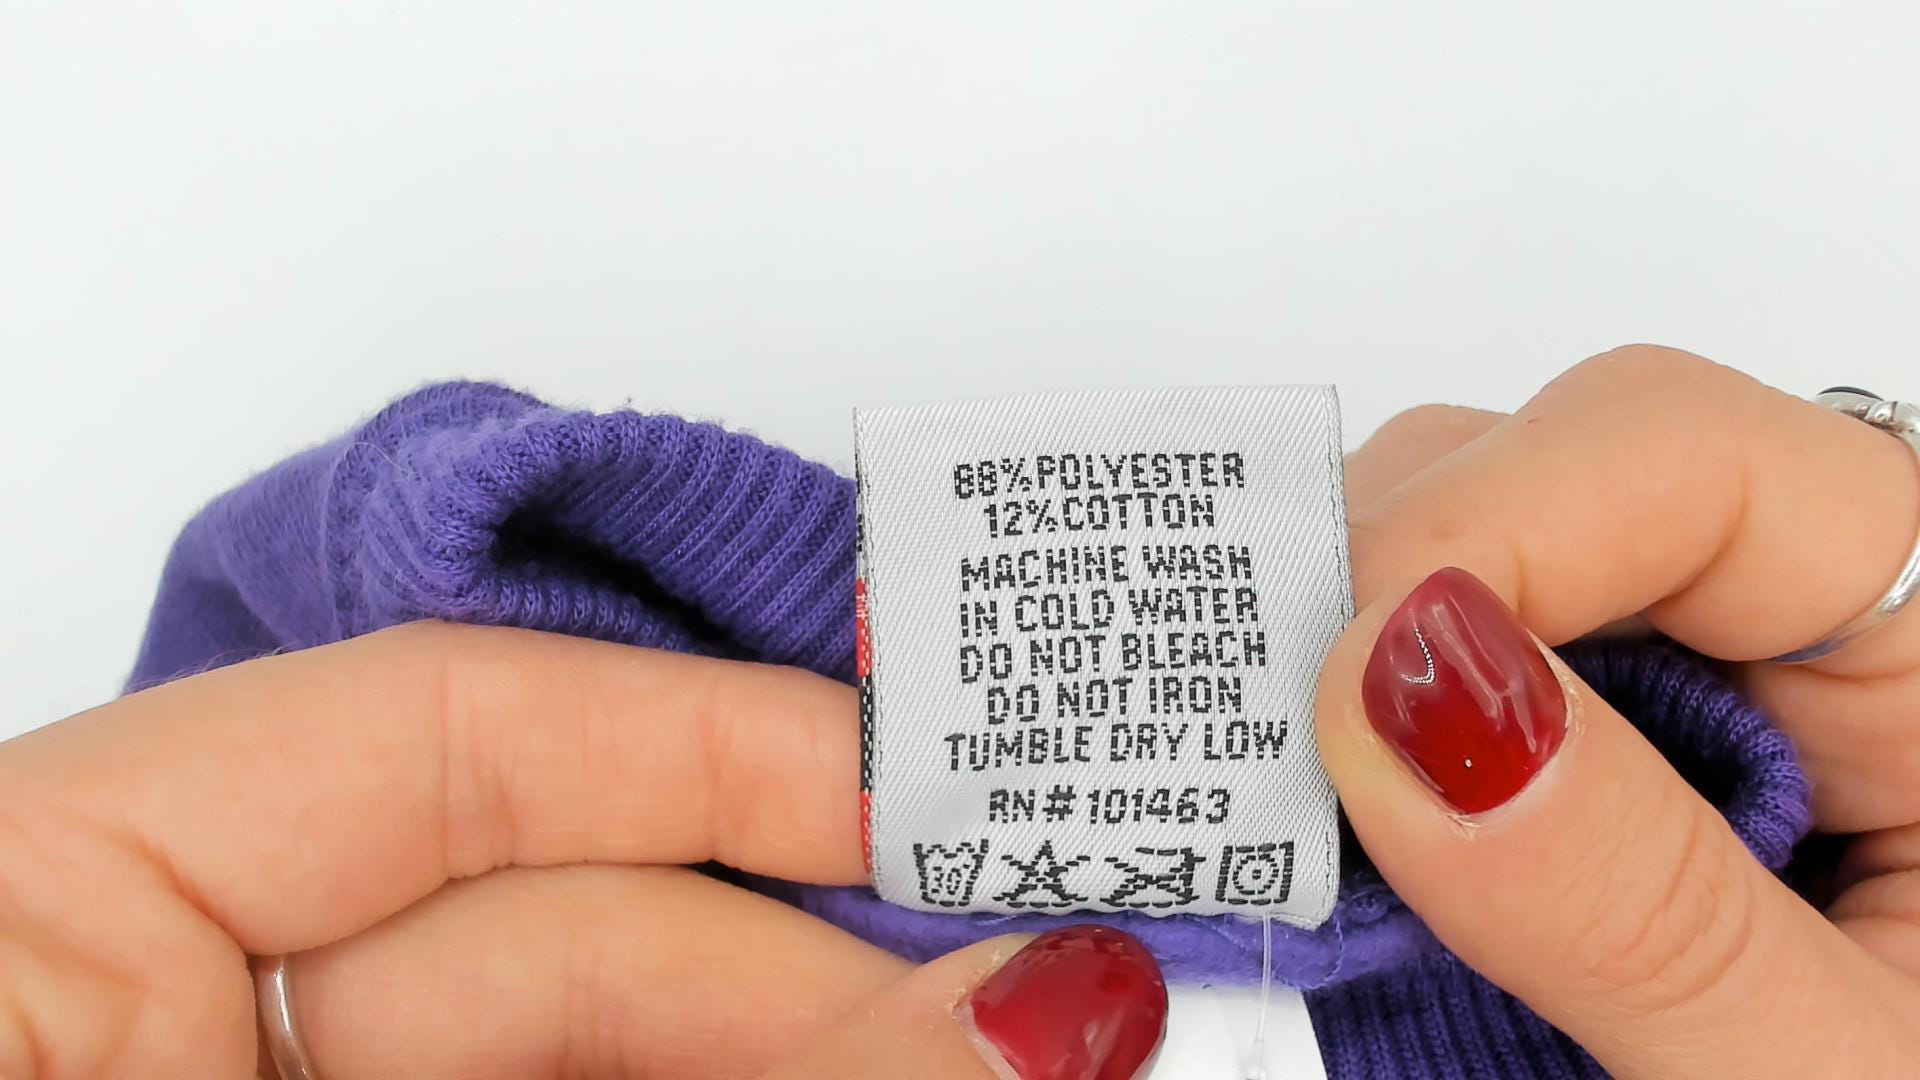 88%POLYESTER
12%COTTON
MACHINE WASH
IN COLD WATER
DO NOT BLEACH
DO NOT IRON
TUMBLE DRY LOW
RN#101463
30